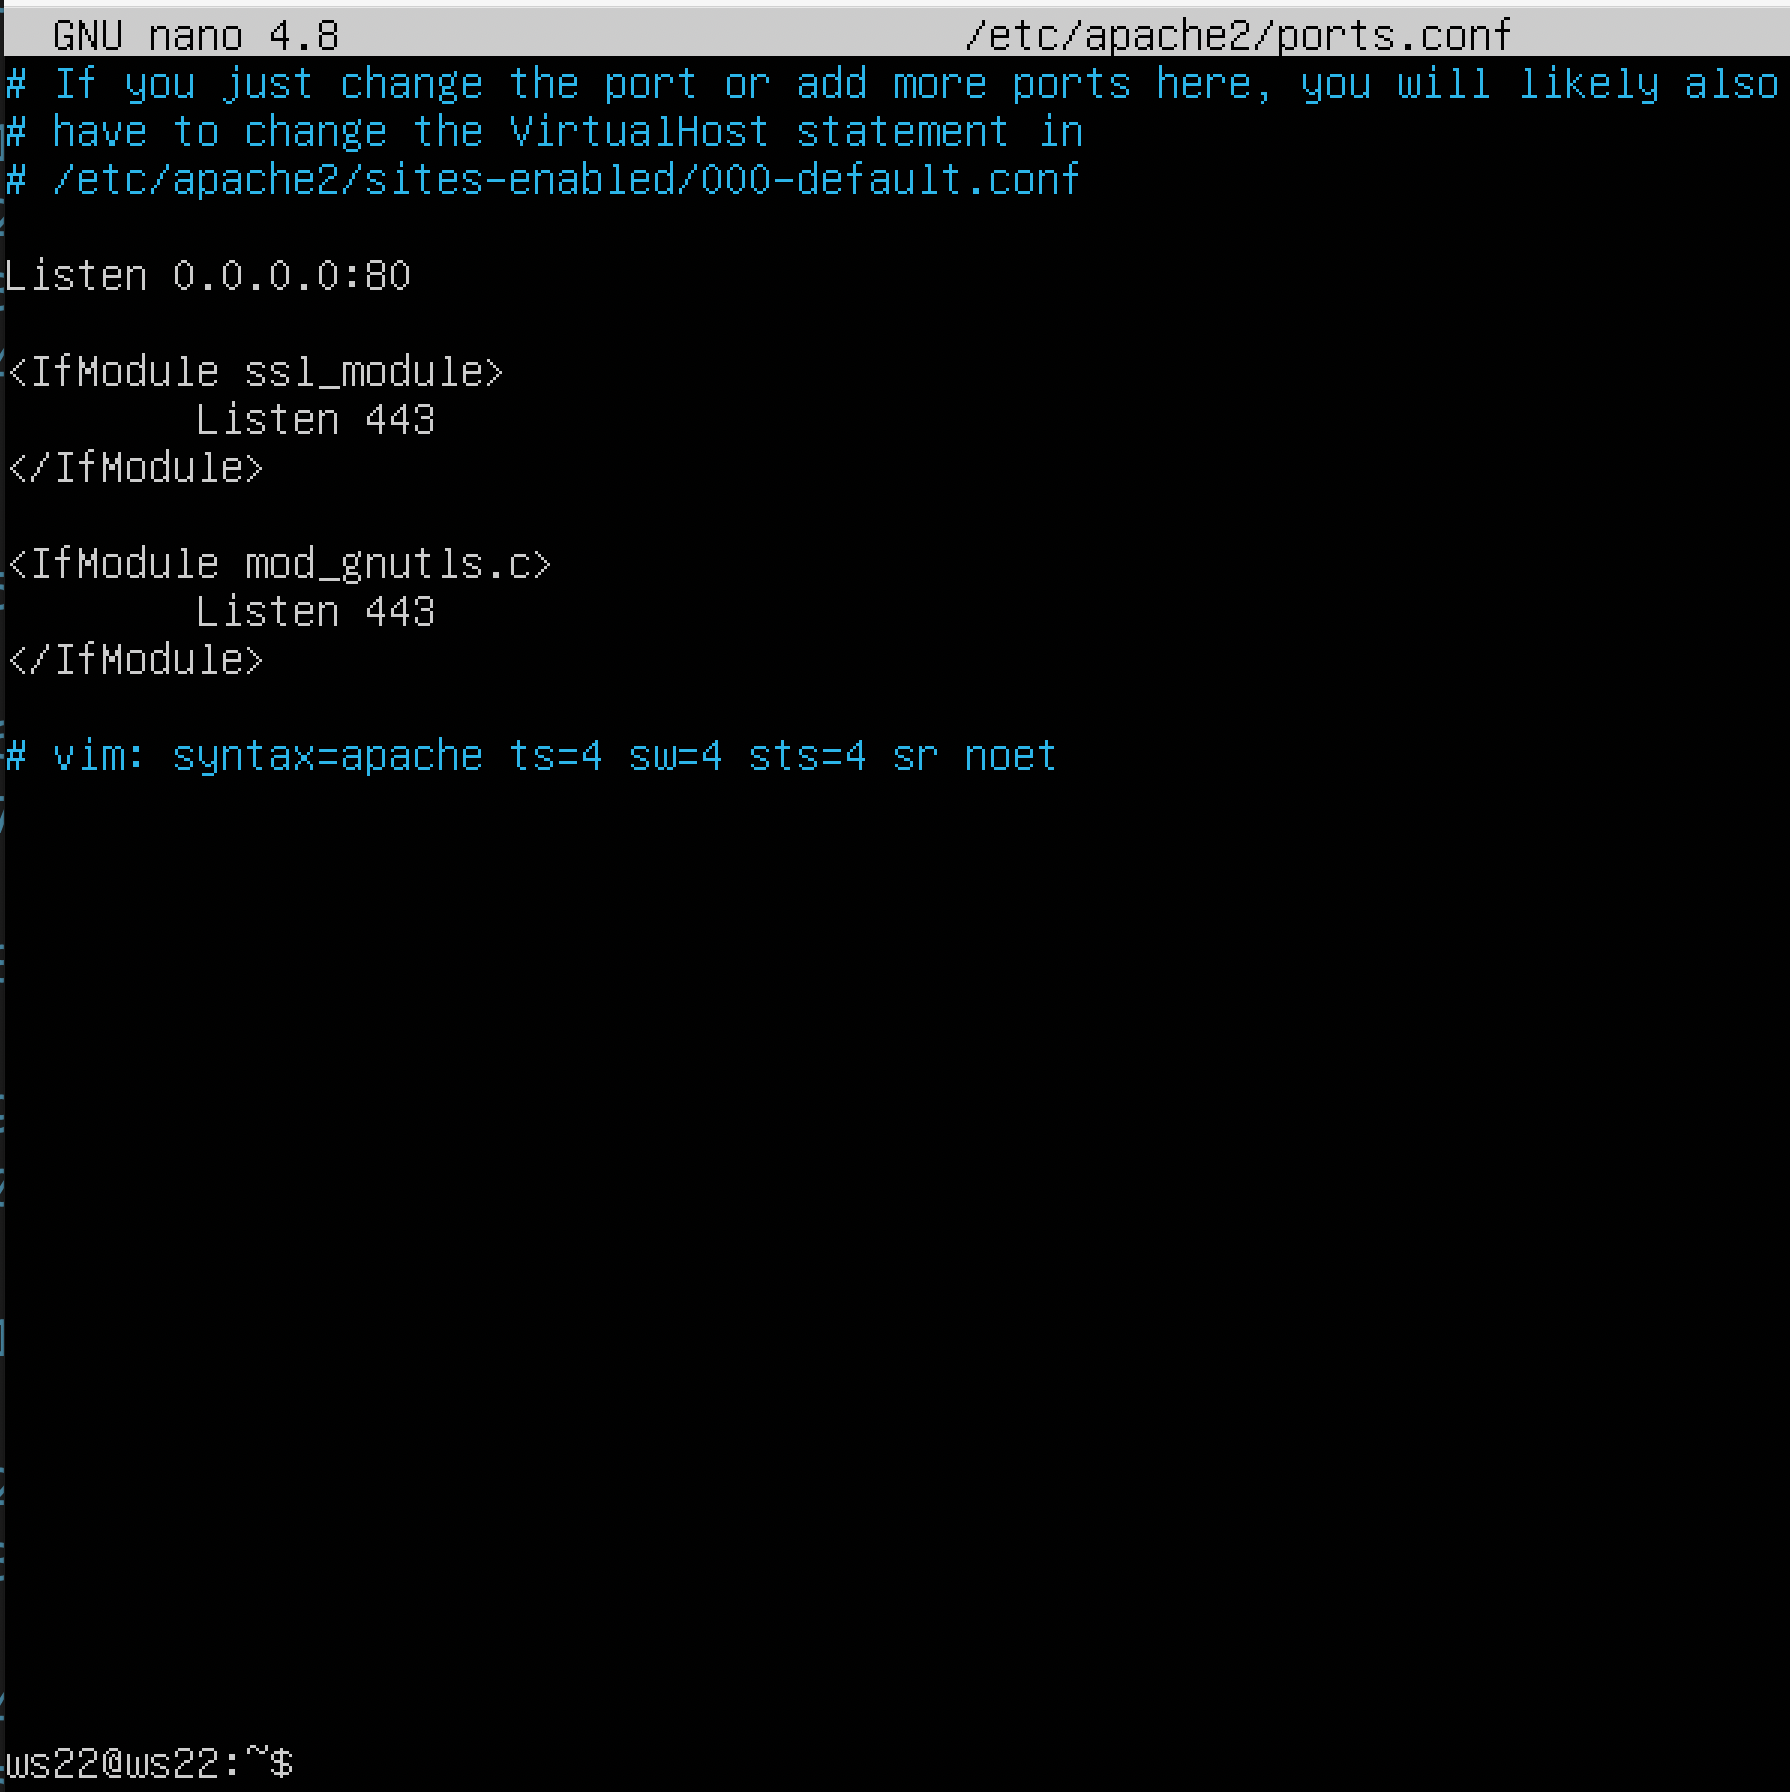 GNU nano 4.8 /etc/apache2/ports.conf
# If you just change the port or add more ports here, you will likely also
# have to change the VirtualHost statement in
# /etc/apache2/sites-enabled/000-default.conf
Listen 0.0.0.0:80
<IfModule ssl_module>
Listen 443
</IfModule>
<IfModule mod_gnutls.c>
Listen 443
</IfModule>
# vim: syntax=apache ts=4 sw=4 sts=4 sr noet
ws22@ws22:~$